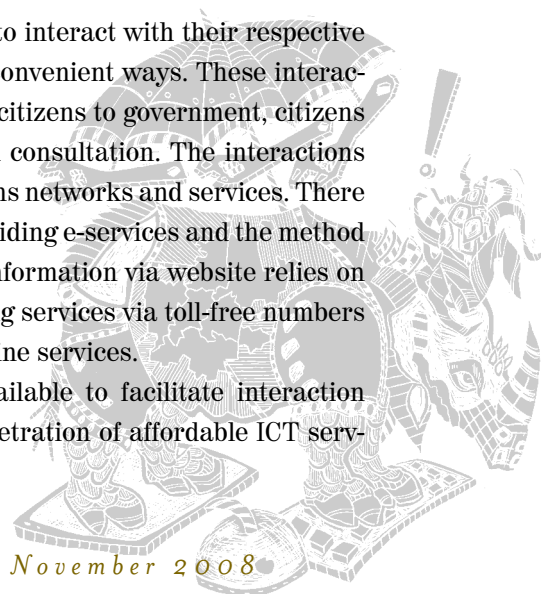 to interact with their respective
onvenient ways. These interac-
citizens to government, citizens
consultation. The interactions
ns networks and services. There
iding e-services and the method
nformation via website relies on
g services via toll-free numbers
ine services.
ailable to facilitate interaction
etration of affordable ICT serv-
November 2008